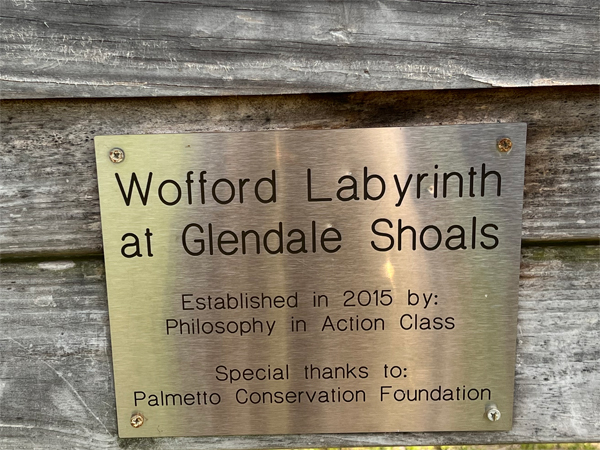 Wofford Labyrinth
at Glendale Shoals
Established in 2015 by:
Philosophy in Action Class
Special thanks to:
Palmetto Conservation Foundation